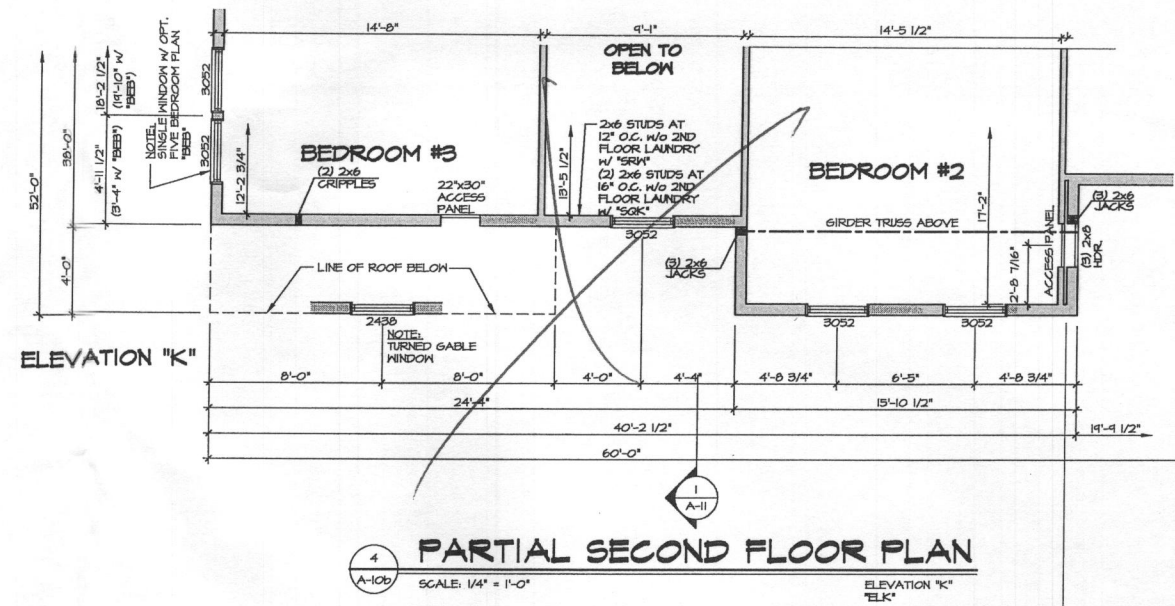 14'-8"
9'-1"
14'-5 1/2"
OPEN TO
BELOW
52'-0"
38'-0"
4'-0"
18'-2 1/2"
(19'-10" W/
"BEB")
4'-11 1/2"
(3'-4" W/ "BEB")
NOTE:
SINGLE WINDOW W/ OPT.
FIVE BEDROOM PLAN
"BEB"
3052
3052
12'-2 3/4"
BEDROOM #3
(2) 2x6
CRIPPLES
22"x30"
ACCESS
PANEL
13'-5 1/2"
2x6 STUDS AT
12" O.C. w/o 2ND
FLOOR LAUNDRY
W/ "SRW"
(2) 2x6 STUDS AT
16" O.C. w/o 2ND
FLOOR LAUNDRY
W/ "SQK"
3052
BEDROOM #2
17'-2"
GIRDER TRUSS ABOVE
(3) 2x6
JACKS
(3) 2x6
JACKS
(3) 2x8
HDR.
ACCESS PANEL
2'-8 7/16"
LINE OF ROOF BELOW
2438
NOTE:
TURNED GABLE
WINDOW
3052
3052
ELEVATION "K"
8'-0"
8'-0"
4'-0"
4'-4"
4'-8 3/4"
6'-5"
4'-8 3/4"
24'-4"
15'-10 1/2"
40'-2 1/2"
19'-9 1/2"
60'-0"
1
A-11
4
A-10b
PARTIAL SECOND FLOOR PLAN
SCALE: 1/4" = 1'-0"
ELEVATION "K"
"ELK"